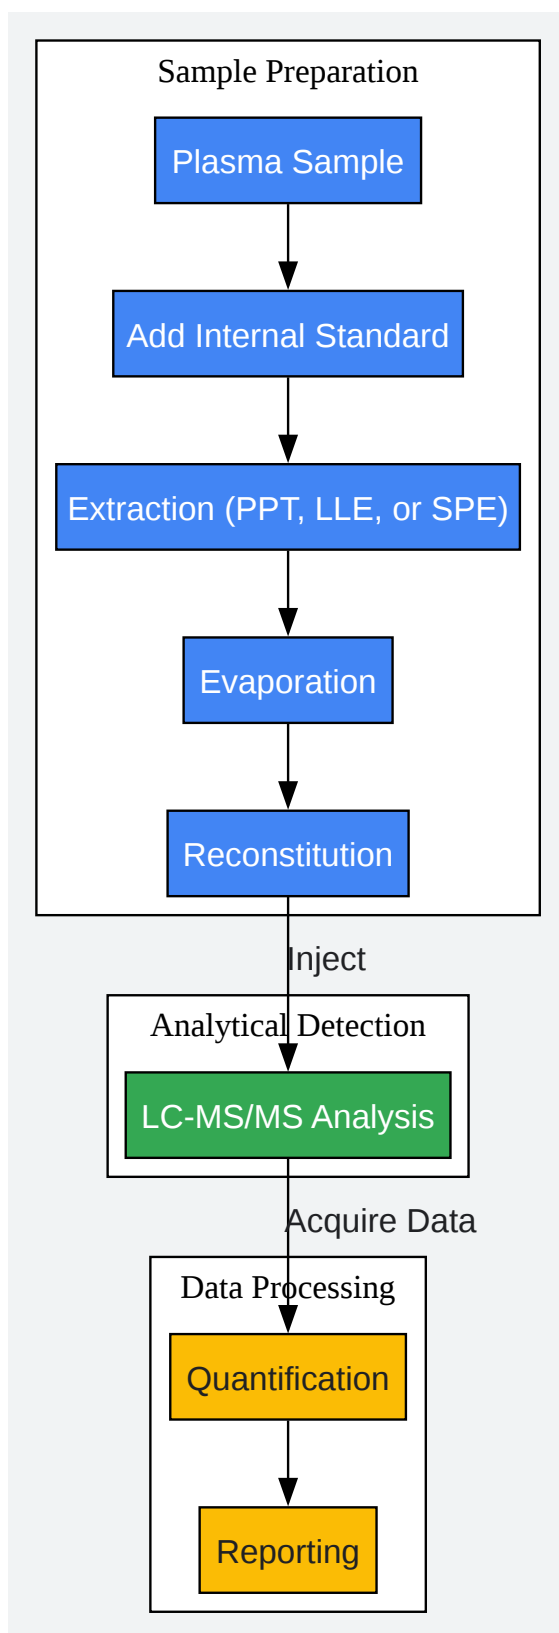 Sample Preparation
Plasma Sample
Add Internal Standard
Extraction (PPT, LLE, or SPE)
Evaporation
Reconstitution
Inject
Analytical Detection
LC-MS/MS Analysis
Acquire Data
Data Processing
Quantification
Reporting